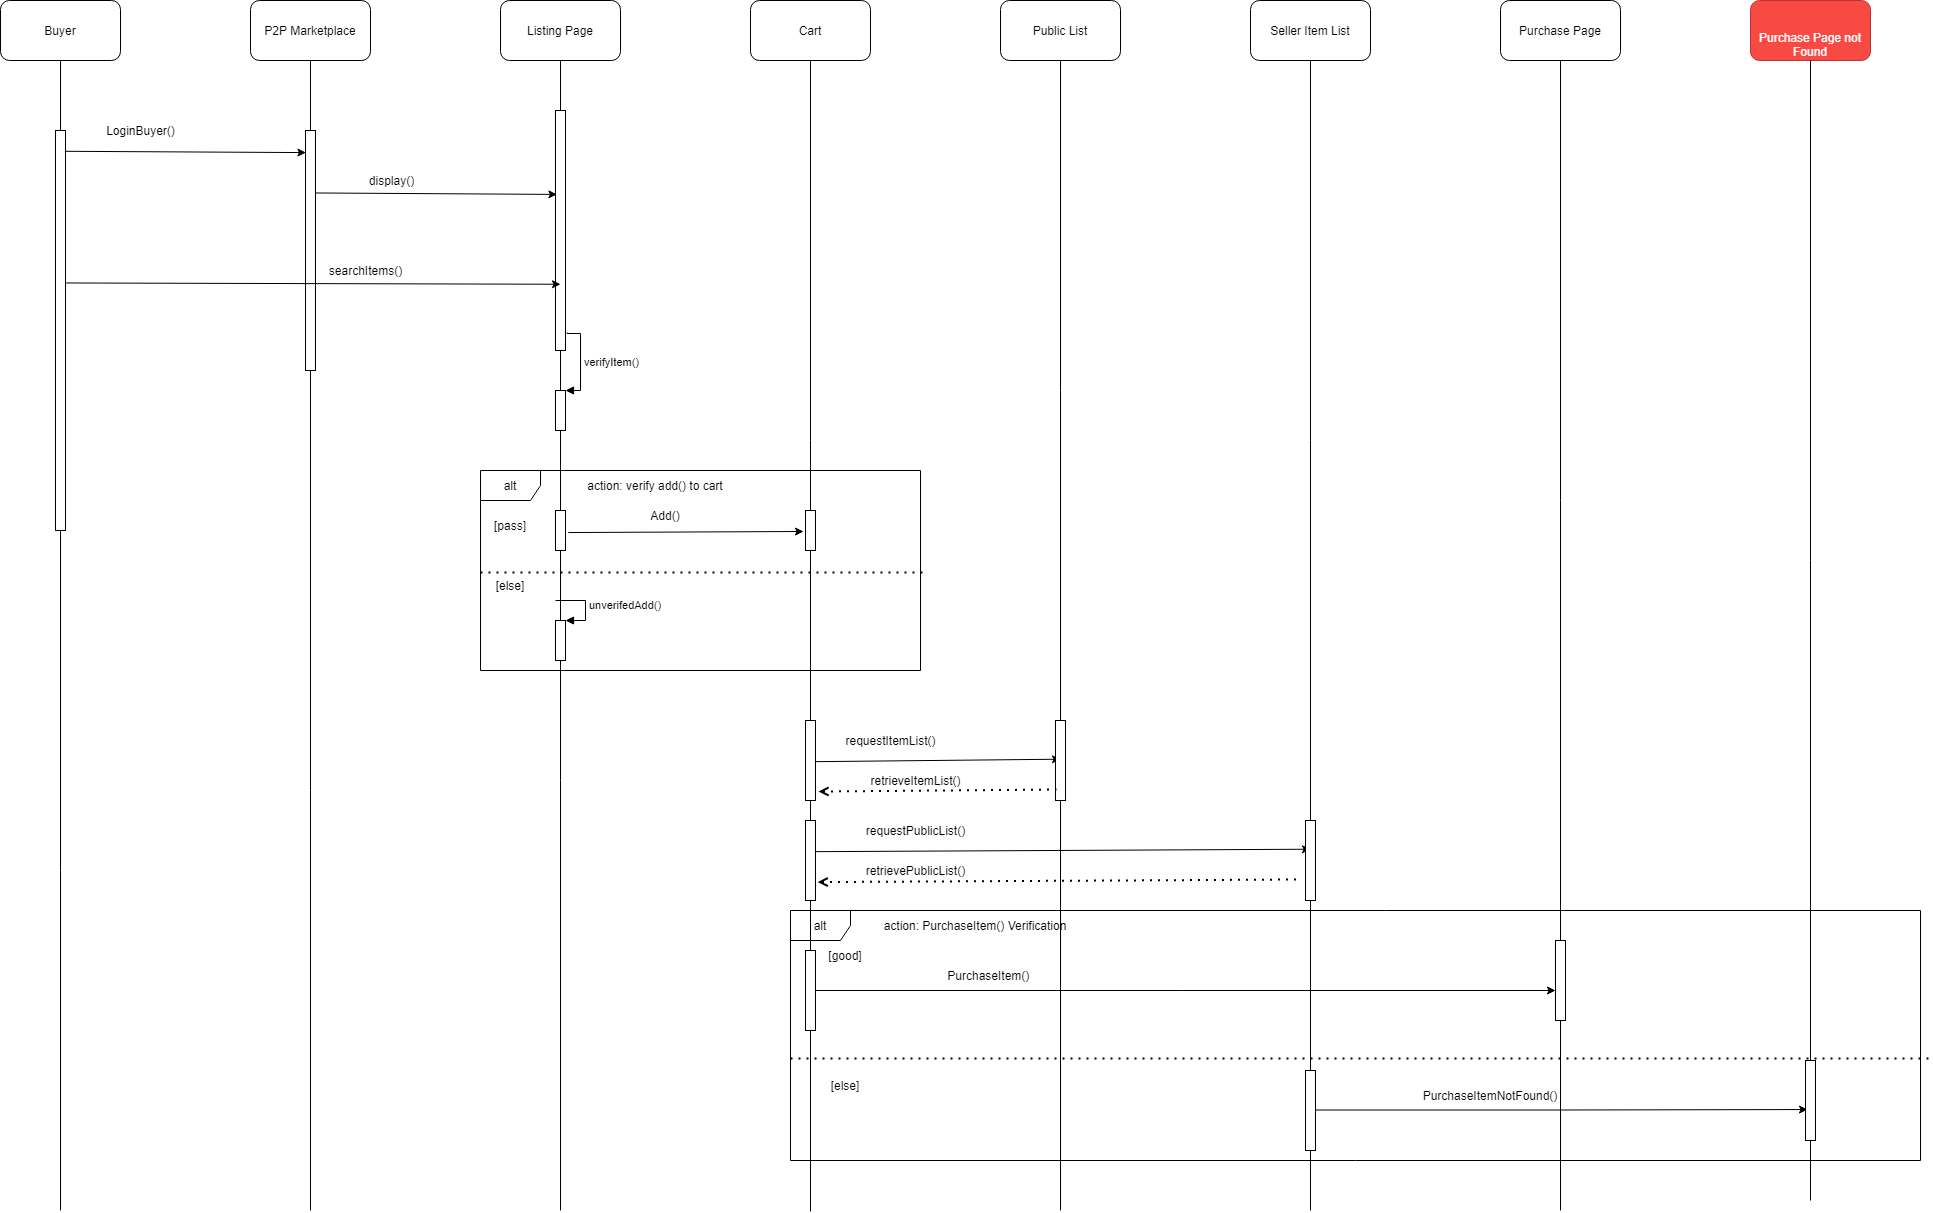 Buyer
P2P Marketplace
Listing Page
Cart
Public List
Seller Item List
Purchase Page
Purchase Page not
Found
LoginBuyer()
display()
searchItems()
verifyItem()
alt
action: verify add() to cart
[pass]
Add()
[else]
unverifedAdd()
requestItemList()
retrieveItemList()
requestPublicList()
retrievePublicList()
alt
action: PurchaseItem() Verification
[good]
PurchaseItem()
[else]
PurchaseItemNotFound()